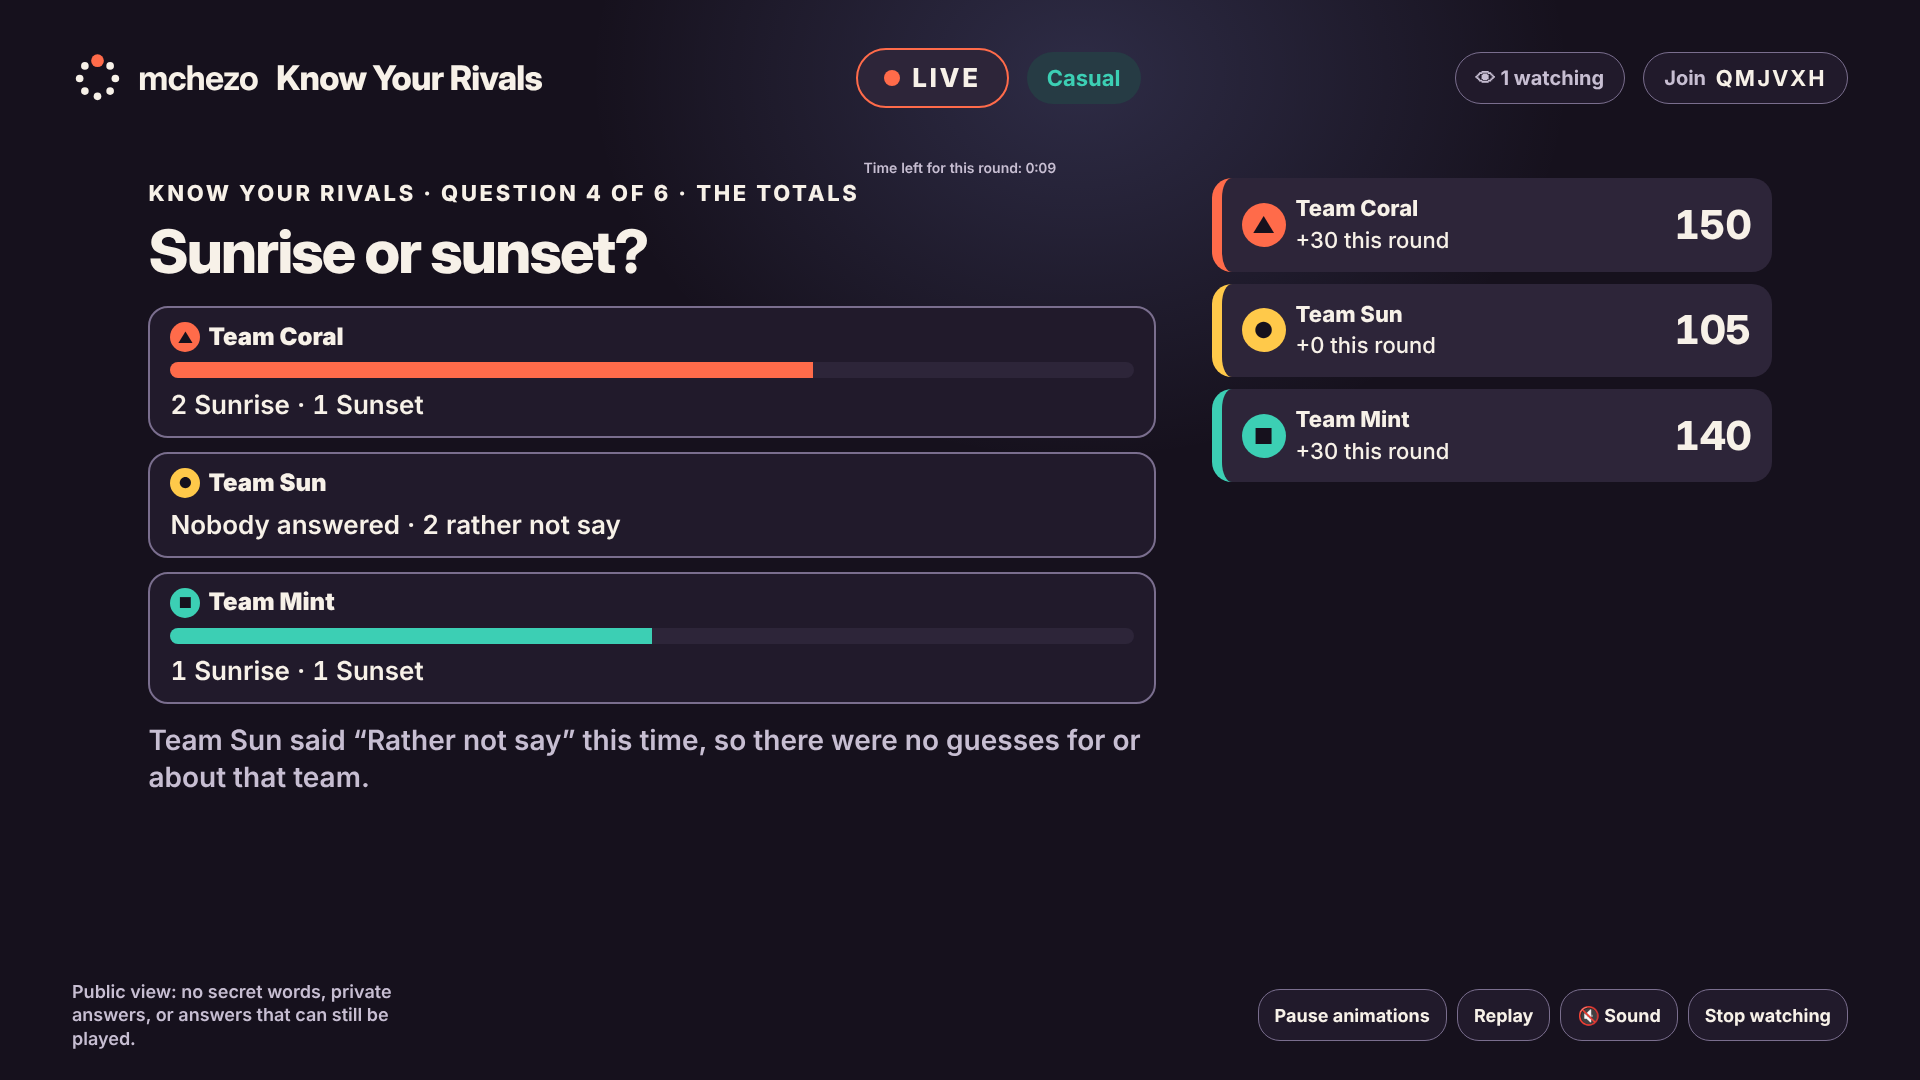 mchezo Know Your Rivals
LIVE
Casual
👁 1 watching
Join QMJVXH
Time left for this round: 0:09
KNOW YOUR RIVALS · QUESTION 4 OF 6 · THE TOTALS
Sunrise or sunset?
Team Coral
2 Sunrise · 1 Sunset
Team Sun
Nobody answered · 2 rather not say
Team Mint
1 Sunrise · 1 Sunset
Team Sun said “Rather not say” this time, so there were no guesses for or
about that team.
Team Coral
+30 this round
150
Team Sun
+0 this round
105
Team Mint
+30 this round
140
Public view: no secret words, private
answers, or answers that can still be
played.
Pause animations
Replay
🔇 Sound
Stop watching